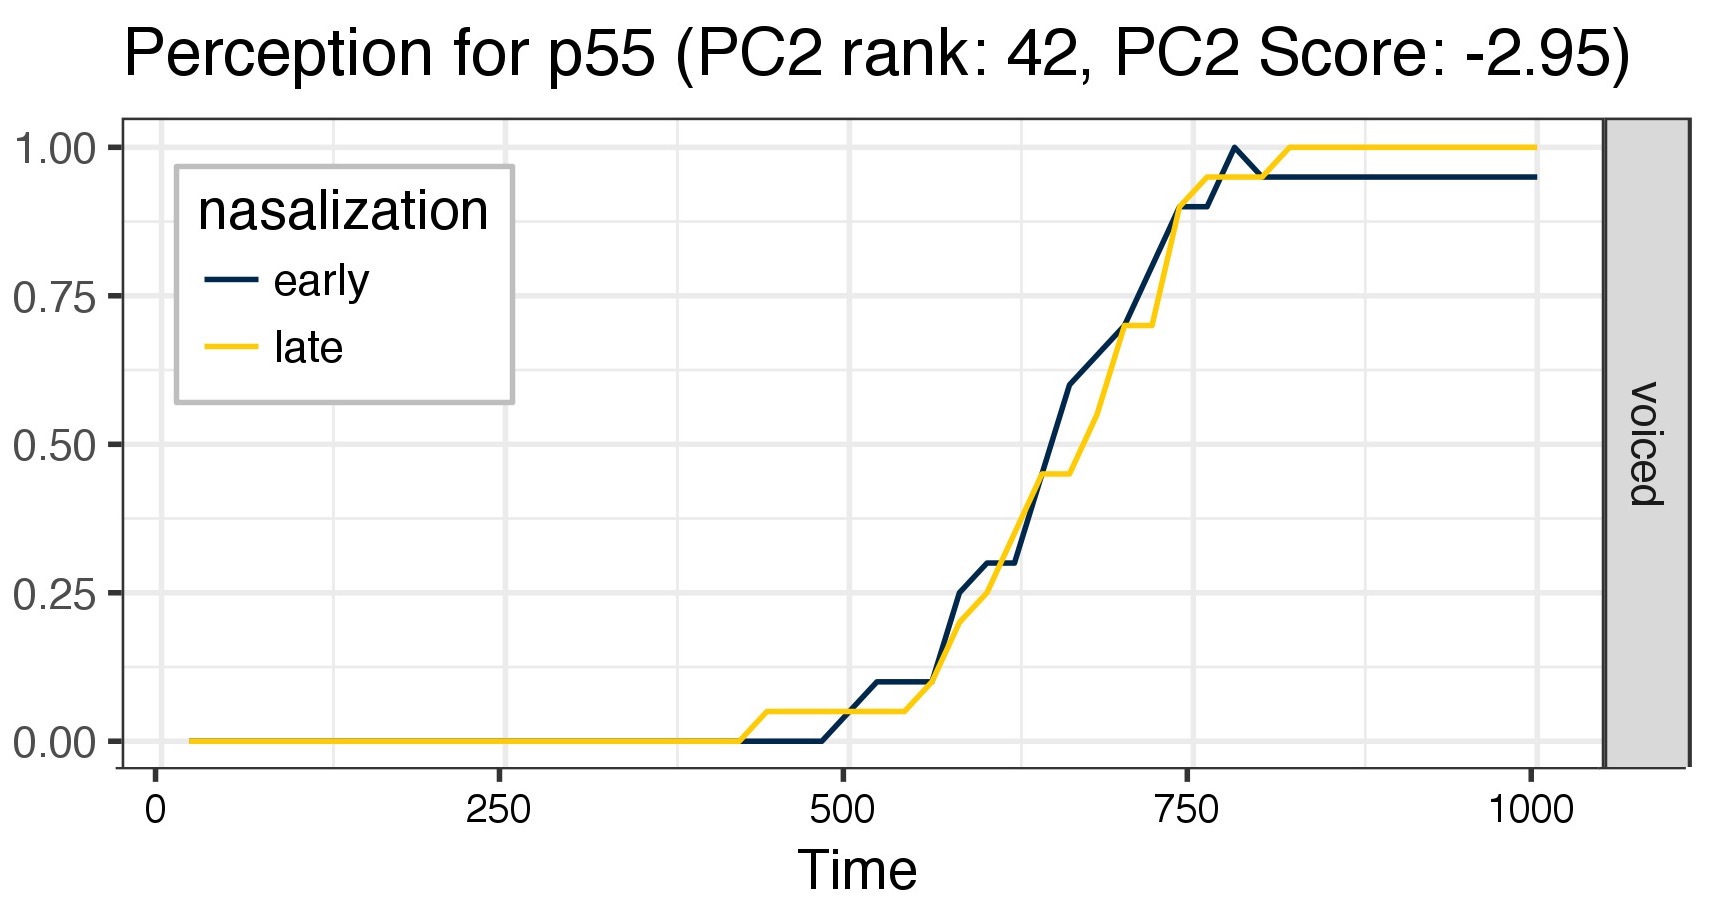 Perception for p55 (PC2 rank: 42, PC2 Score: -2.95)
1.00
0.75
0.50
0.25
0.00
nasalization
early
late
voiced
0 250 500 750 1000
Time